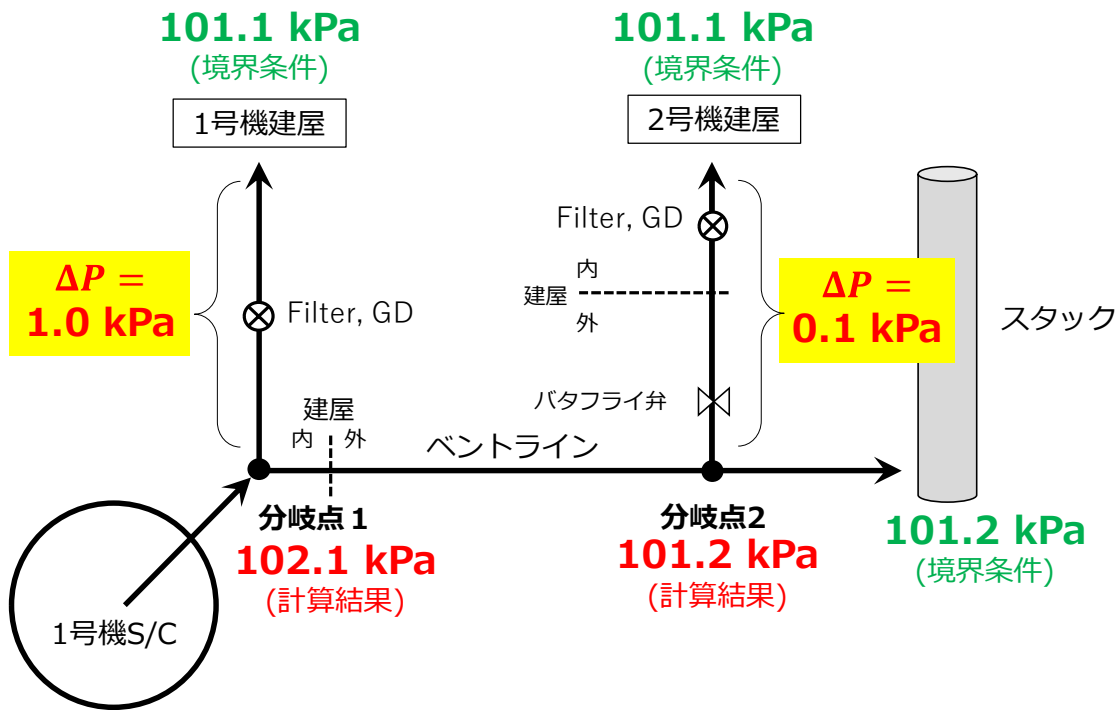 101.1 kPa
(境界条件)
1号機建屋
101.1 kPa
(境界条件)
2号機建屋
ΔP =
1.0 kPa
Filter, GD
Filter, GD
内
建屋
外
バタフライ弁
ΔP =
0.1 kPa
スタック
建屋
内 外
ベントライン
分岐点1
102.1 kPa
(計算結果)
分岐点2
101.2 kPa
(計算結果)
101.2 kPa
(境界条件)
1号機S/C